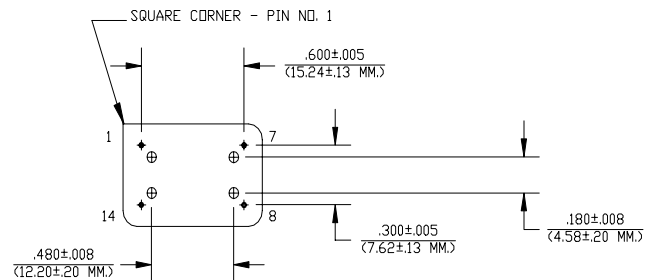 SQUARE CORNER - PIN NO. 1
.600±.005
(15.24±.13 MM.)
1
7
14
8
.300±.005
(7.62±.13 MM.)
.180±.008
(4.58±.20 MM.)
.480±.008
(12.20±.20 MM.)